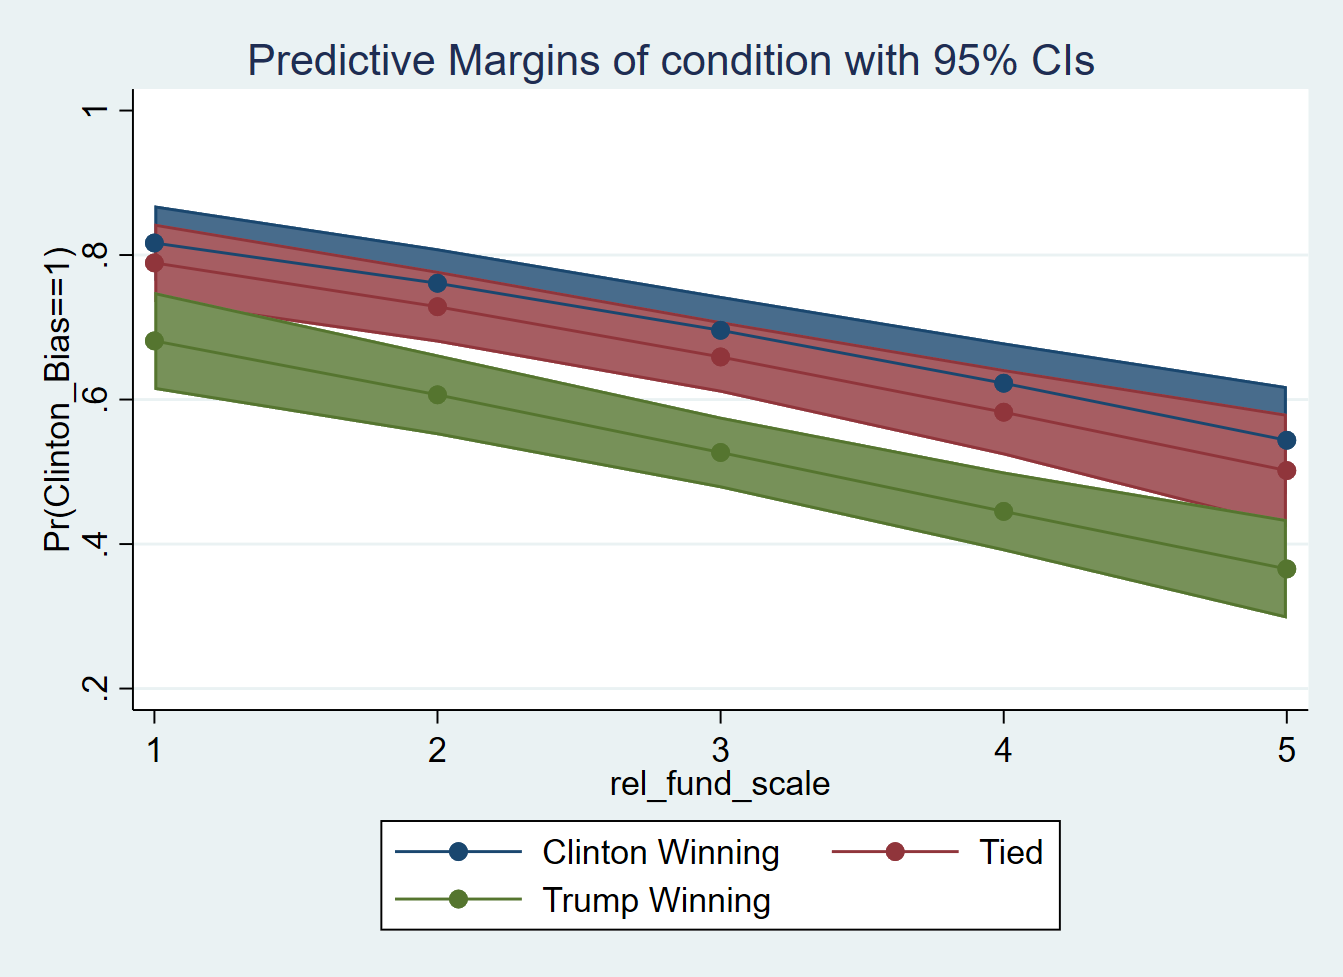 Predictive Margins of condition with 95% CIs
Pr(Clinton_Bias==1)
1
.8
.6
.4
.2
1 2 3 4 5
rel_fund_scale
Clinton Winning Tied
Trump Winning